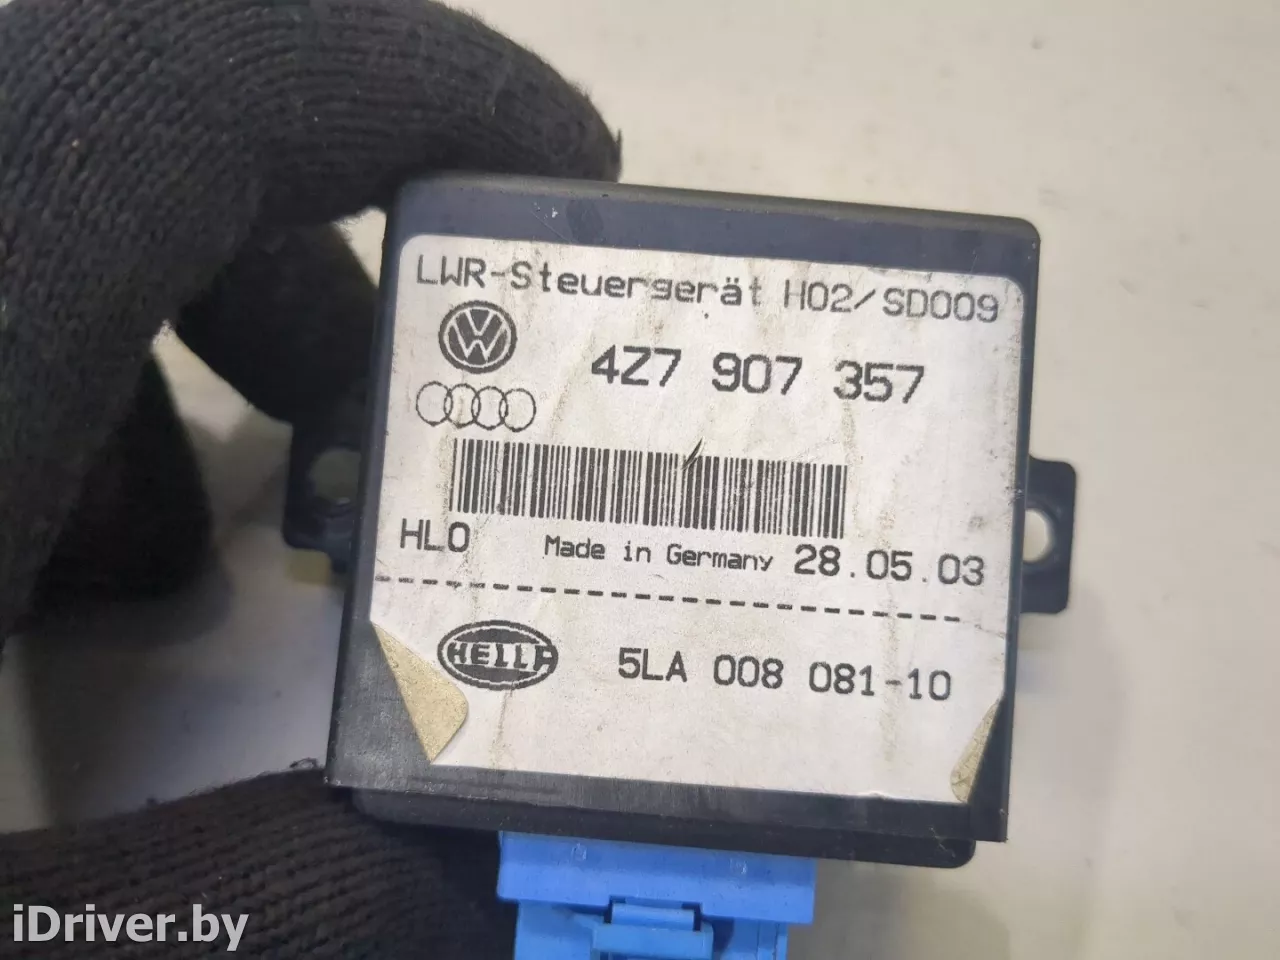 LWR-Steuergerät H02/SD009
4Z7 907 357
HLO Made in Germany 28.05.03
HELLA 5LA 008 081-10
iDriver.by